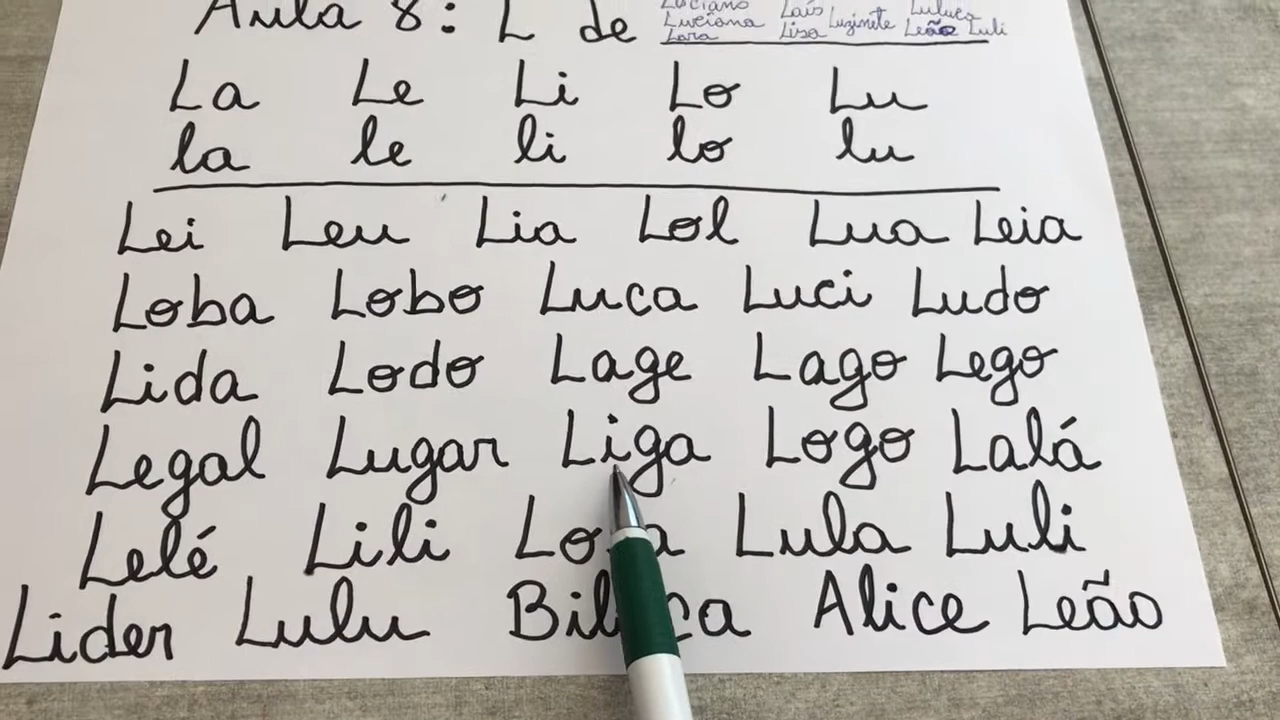 Aula 8: L de Luciano Laís Luluca
Luciana Luzinete
Lara Lisa Leão Luli
La Le Li Lo Lu
la le li lo lu
Lei Leu Lia Lol Lua Leia
Loba Lobo Luca Luci Ludo
Lida Lodo Lage Lago Lego
Legal Lugar Liga Logo Lalá
Lelé Lili Lula Luli
Lider Lulu Alice Leão